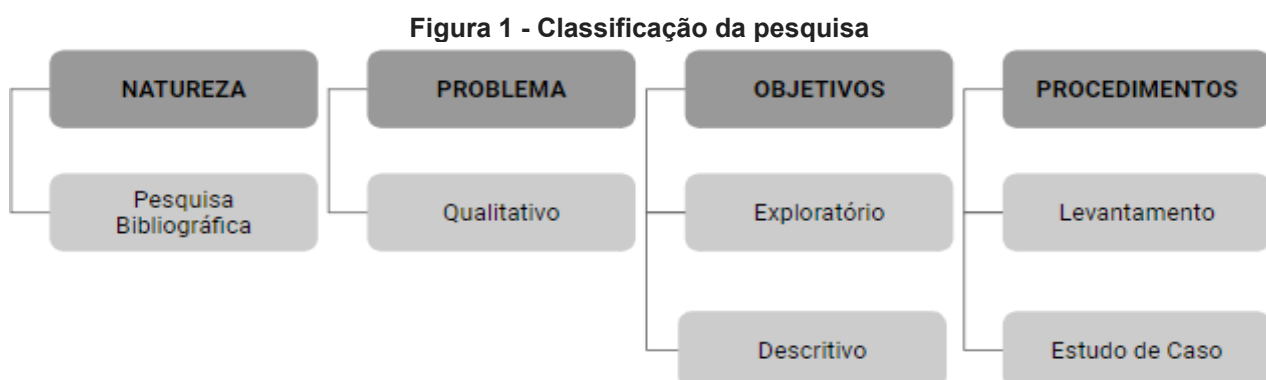 Figura 1 - Classificação da pesquisa
NATUREZA
Pesquisa
Bibliográfica
PROBLEMA
Qualitativo
OBJETIVOS
Exploratório
Descritivo
PROCEDIMENTOS
Levantamento
Estudo de Caso